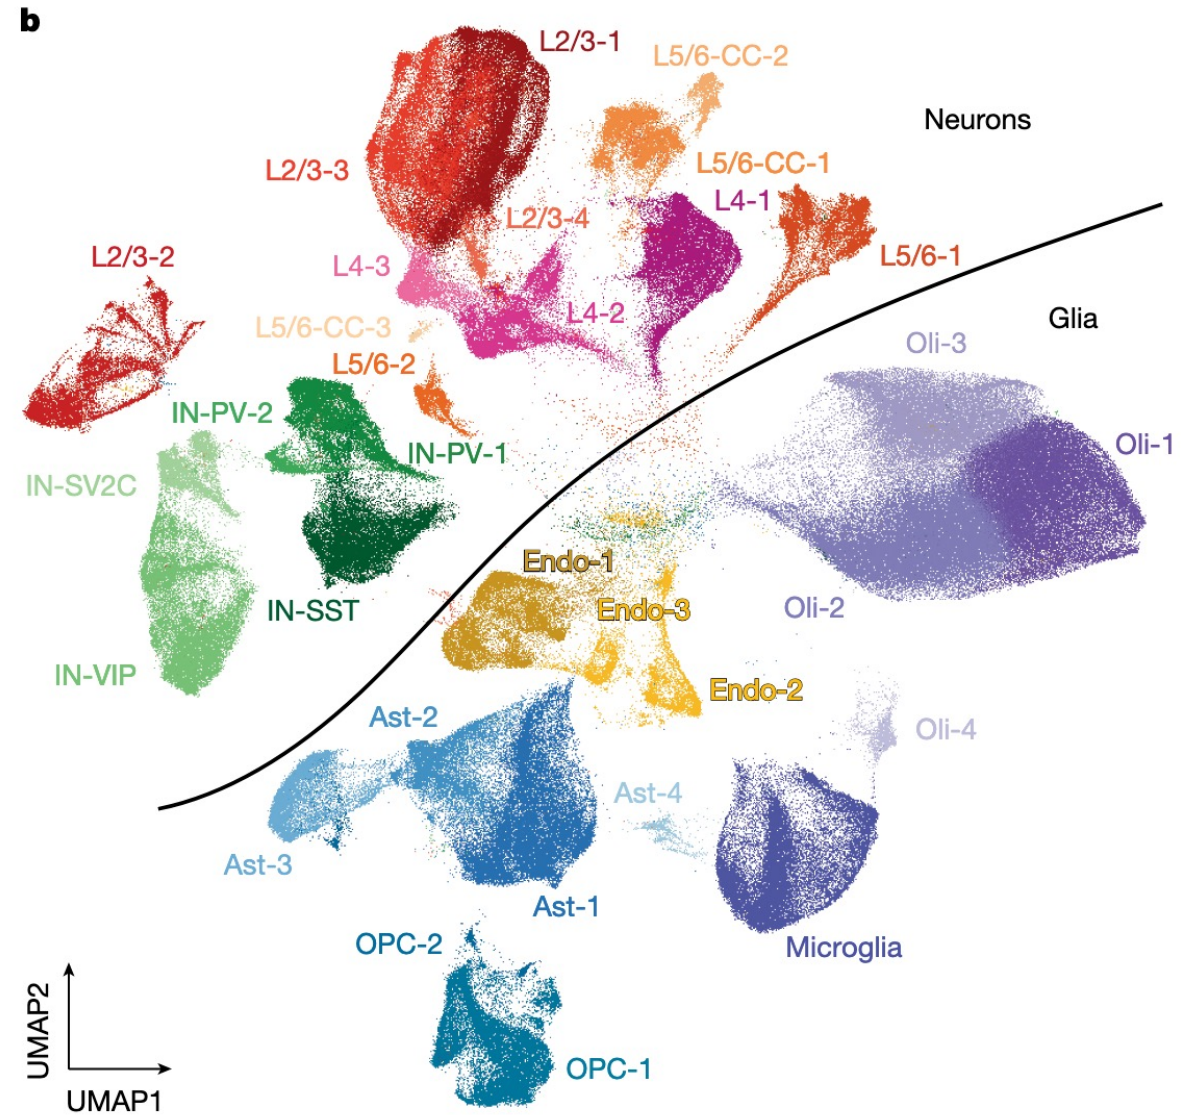 b
L2/3-1
L5/6-CC-2
Neurons
L2/3-3
L5/6-CC-1
L4-1
L2/3-4
L2/3-2
L4-3
L5/6-1
L4-2
Glia
L5/6-CC-3
Oli-3
L5/6-2
IN-PV-2
IN-PV-1
Oli-1
IN-SV2C
Endo-1
IN-SST
Endo-3
Oli-2
IN-VIP
Endo-2
Ast-2
Oli-4
Ast-4
Ast-3
Ast-1
OPC-2
Microglia
UMAP2
OPC-1
UMAP1